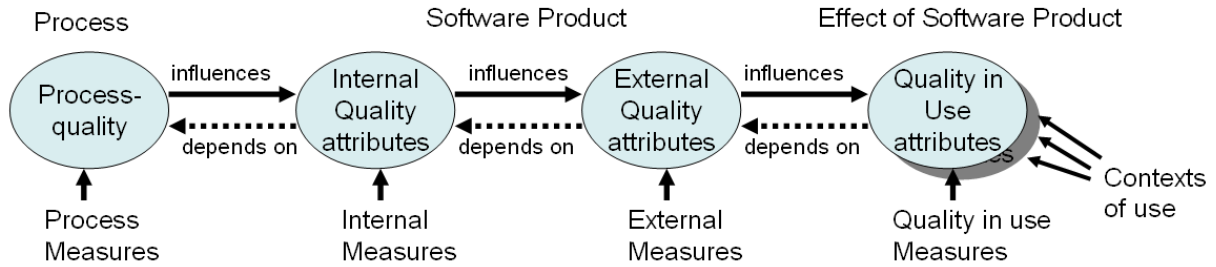 Process
Software Product
Effect of Software Product
Process-
quality
influences
depends on
Internal
Quality
attributes
influences
depends on
External
Quality
attributes
influences
depends on
Quality in
Use
attributes
Contexts
of use
Process
Measures
Internal
Measures
External
Measures
Quality in use
Measures